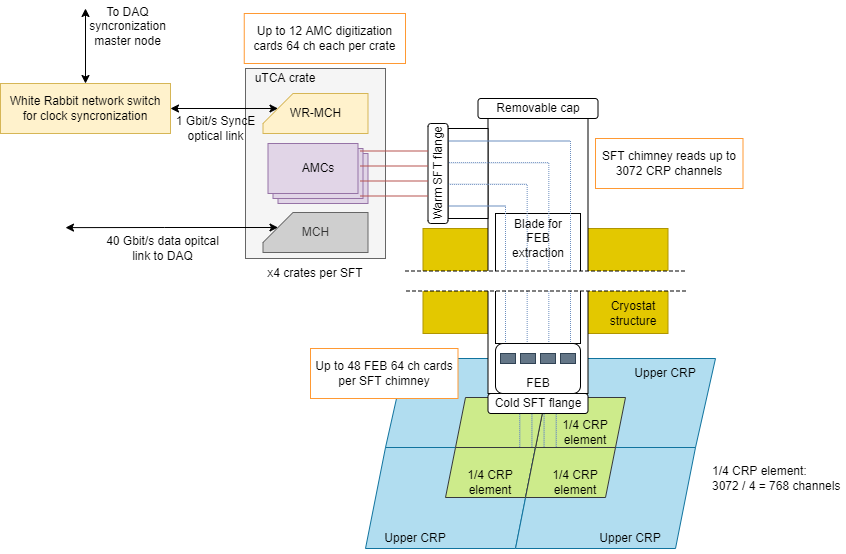 To DAQ
syncronization
master node
Up to 12 AMC digitization
cards 64 ch each per crate
uTCA crate
White Rabbit network switch
for clock syncronization
1 Gbit/s SyncE
optical link
WR-MCH
AMCs
MCH
40 Gbit/s data opitcal
link to DAQ
x4 crates per SFT
Removable cap
Warm SFT flange
SFT chimney reads up to
3072 CRP channels
Blade for
FEB
extraction
Cryostat
structure
Up to 48 FEB 64 ch cards
per SFT chimney
FEB
Cold SFT flange
Upper CRP
1/4 CRP
element
1/4 CRP
element
1/4 CRP
element
1/4 CRP element:
3072 / 4 = 768 channels
Upper CRP
Upper CRP